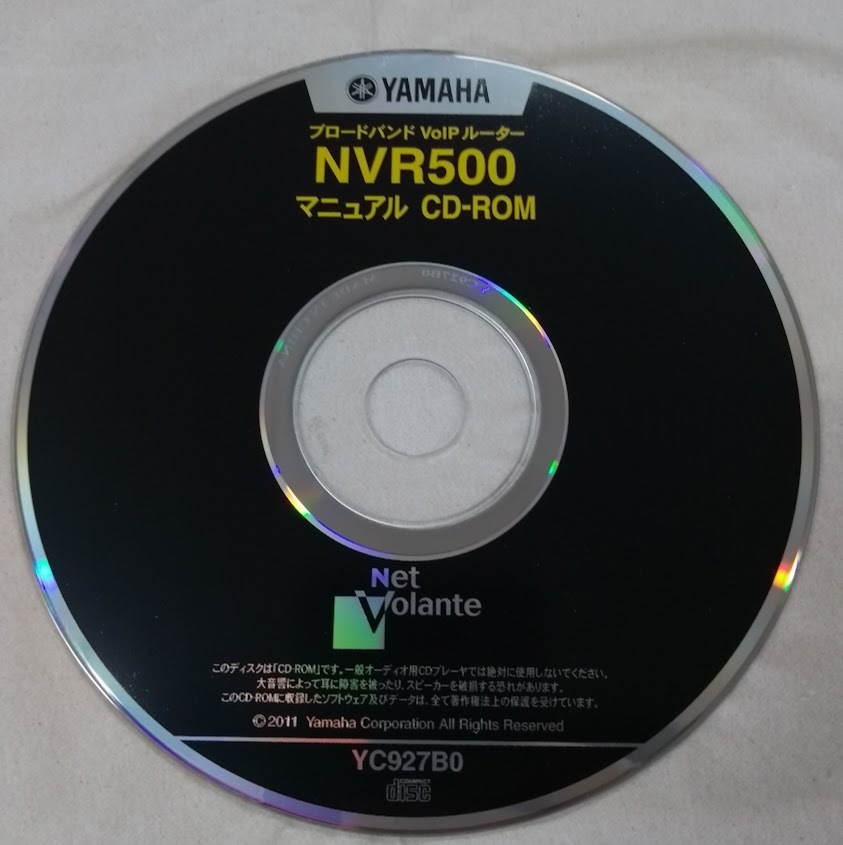 YAMAHA
ブロードバンド VoIP ルーター
NVR500
マニュアル CD-ROM
YC927B0
MADE IN CHINA
Net
Volante
このディスクは「CD-ROM」です。一般オーディオ用CDプレーヤでは絶対に使用しないでください。
大音響によって耳に障害を被ったり、スピーカーを破損する恐れがあります。
このCD-ROMに収録したソフトウェア及びデータは、全て著作権法上の保護を受けています。
©2011 Yamaha Corporation All Rights Reserved
YC927B0
COMPACT
disc